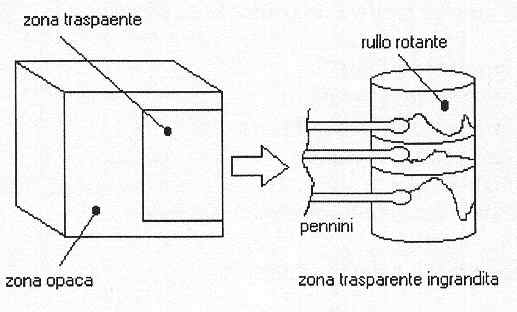 zona traspaente
rullo rotante
pennini
zona opaca
zona trasparente ingrandita